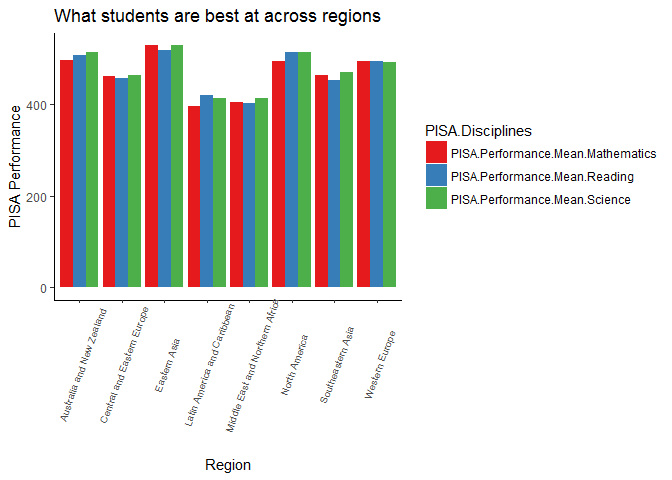 What students are best at across regions
PISA Performance
400
200
0
Australia and New Zealand
Central and Eastern Europe
Eastern Asia
Latin America and Caribbean
Middle East and Northern Africa
North America
Southeastern Asia
Western Europe
Region
PISA.Disciplines
PISA.Performance.Mean.Mathematics
PISA.Performance.Mean.Reading
PISA.Performance.Mean.Science